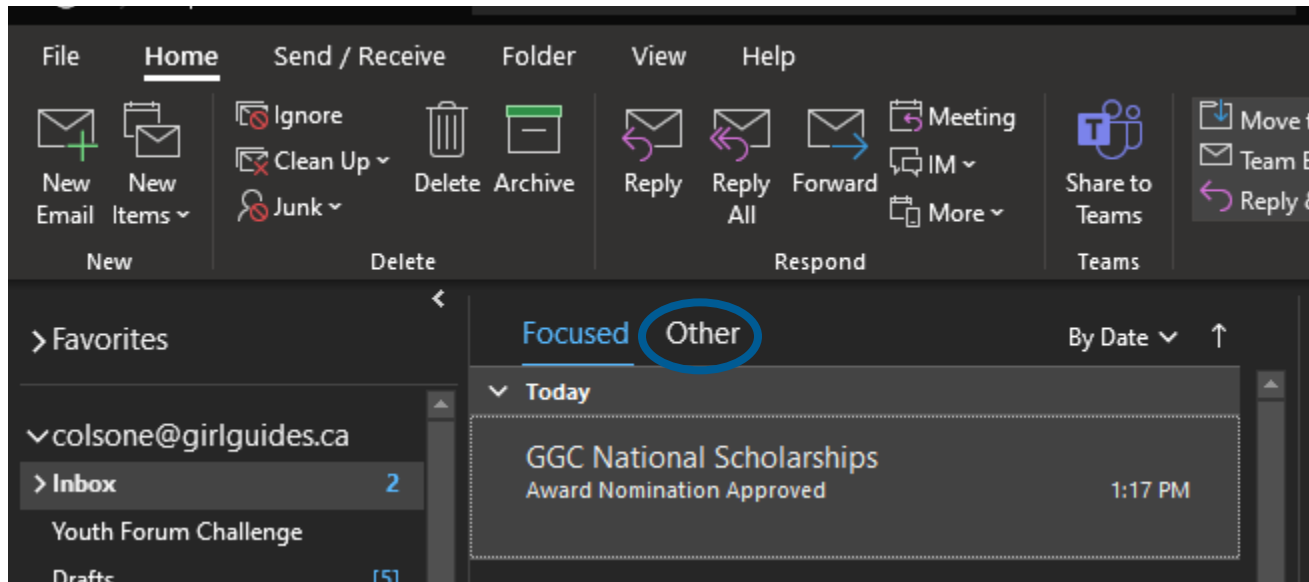 File Home Send / Receive Folder View Help
Ignore
Clean Up
Junk
New Email
New Items
Delete
Archive
Reply
Reply All
Forward
Meeting
IM
More
Share to Teams
Move
Team
Reply
New Delete Respond Teams
Favorites
Focused Other By Date
Today
colsone@girlguides.ca
GGC National Scholarships
Award Nomination Approved 1:17 PM
Inbox 2
Youth Forum Challenge
Drafts [5]